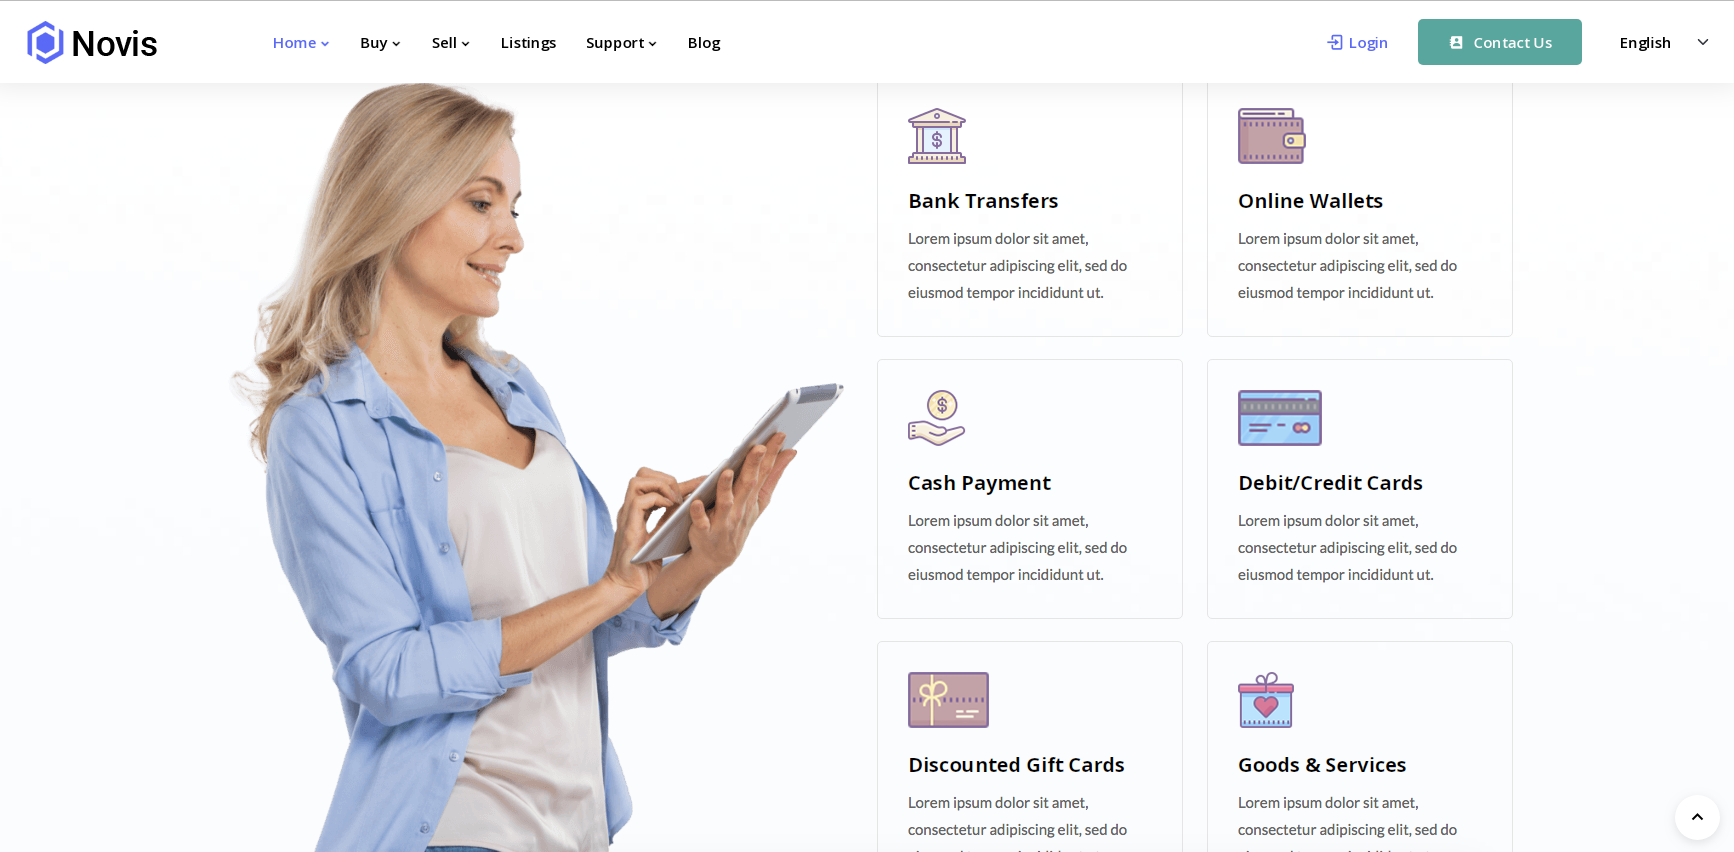 Novis
Home
Buy
Sell
Listings
Support
Blog
Login
Contact Us
English
Bank Transfers
Lorem ipsum dolor sit amet,
consectetur adipiscing elit, sed do
eiusmod tempor incididunt ut.
Online Wallets
Lorem ipsum dolor sit amet,
consectetur adipiscing elit, sed do
eiusmod tempor incididunt ut.
Cash Payment
Lorem ipsum dolor sit amet,
consectetur adipiscing elit, sed do
eiusmod tempor incididunt ut.
Debit/Credit Cards
Lorem ipsum dolor sit amet,
consectetur adipiscing elit, sed do
eiusmod tempor incididunt ut.
Discounted Gift Cards
Lorem ipsum dolor sit amet,
consectetur adipiscing elit, sed do
Goods & Services
Lorem ipsum dolor sit amet,
consectetur adipiscing elit, sed do